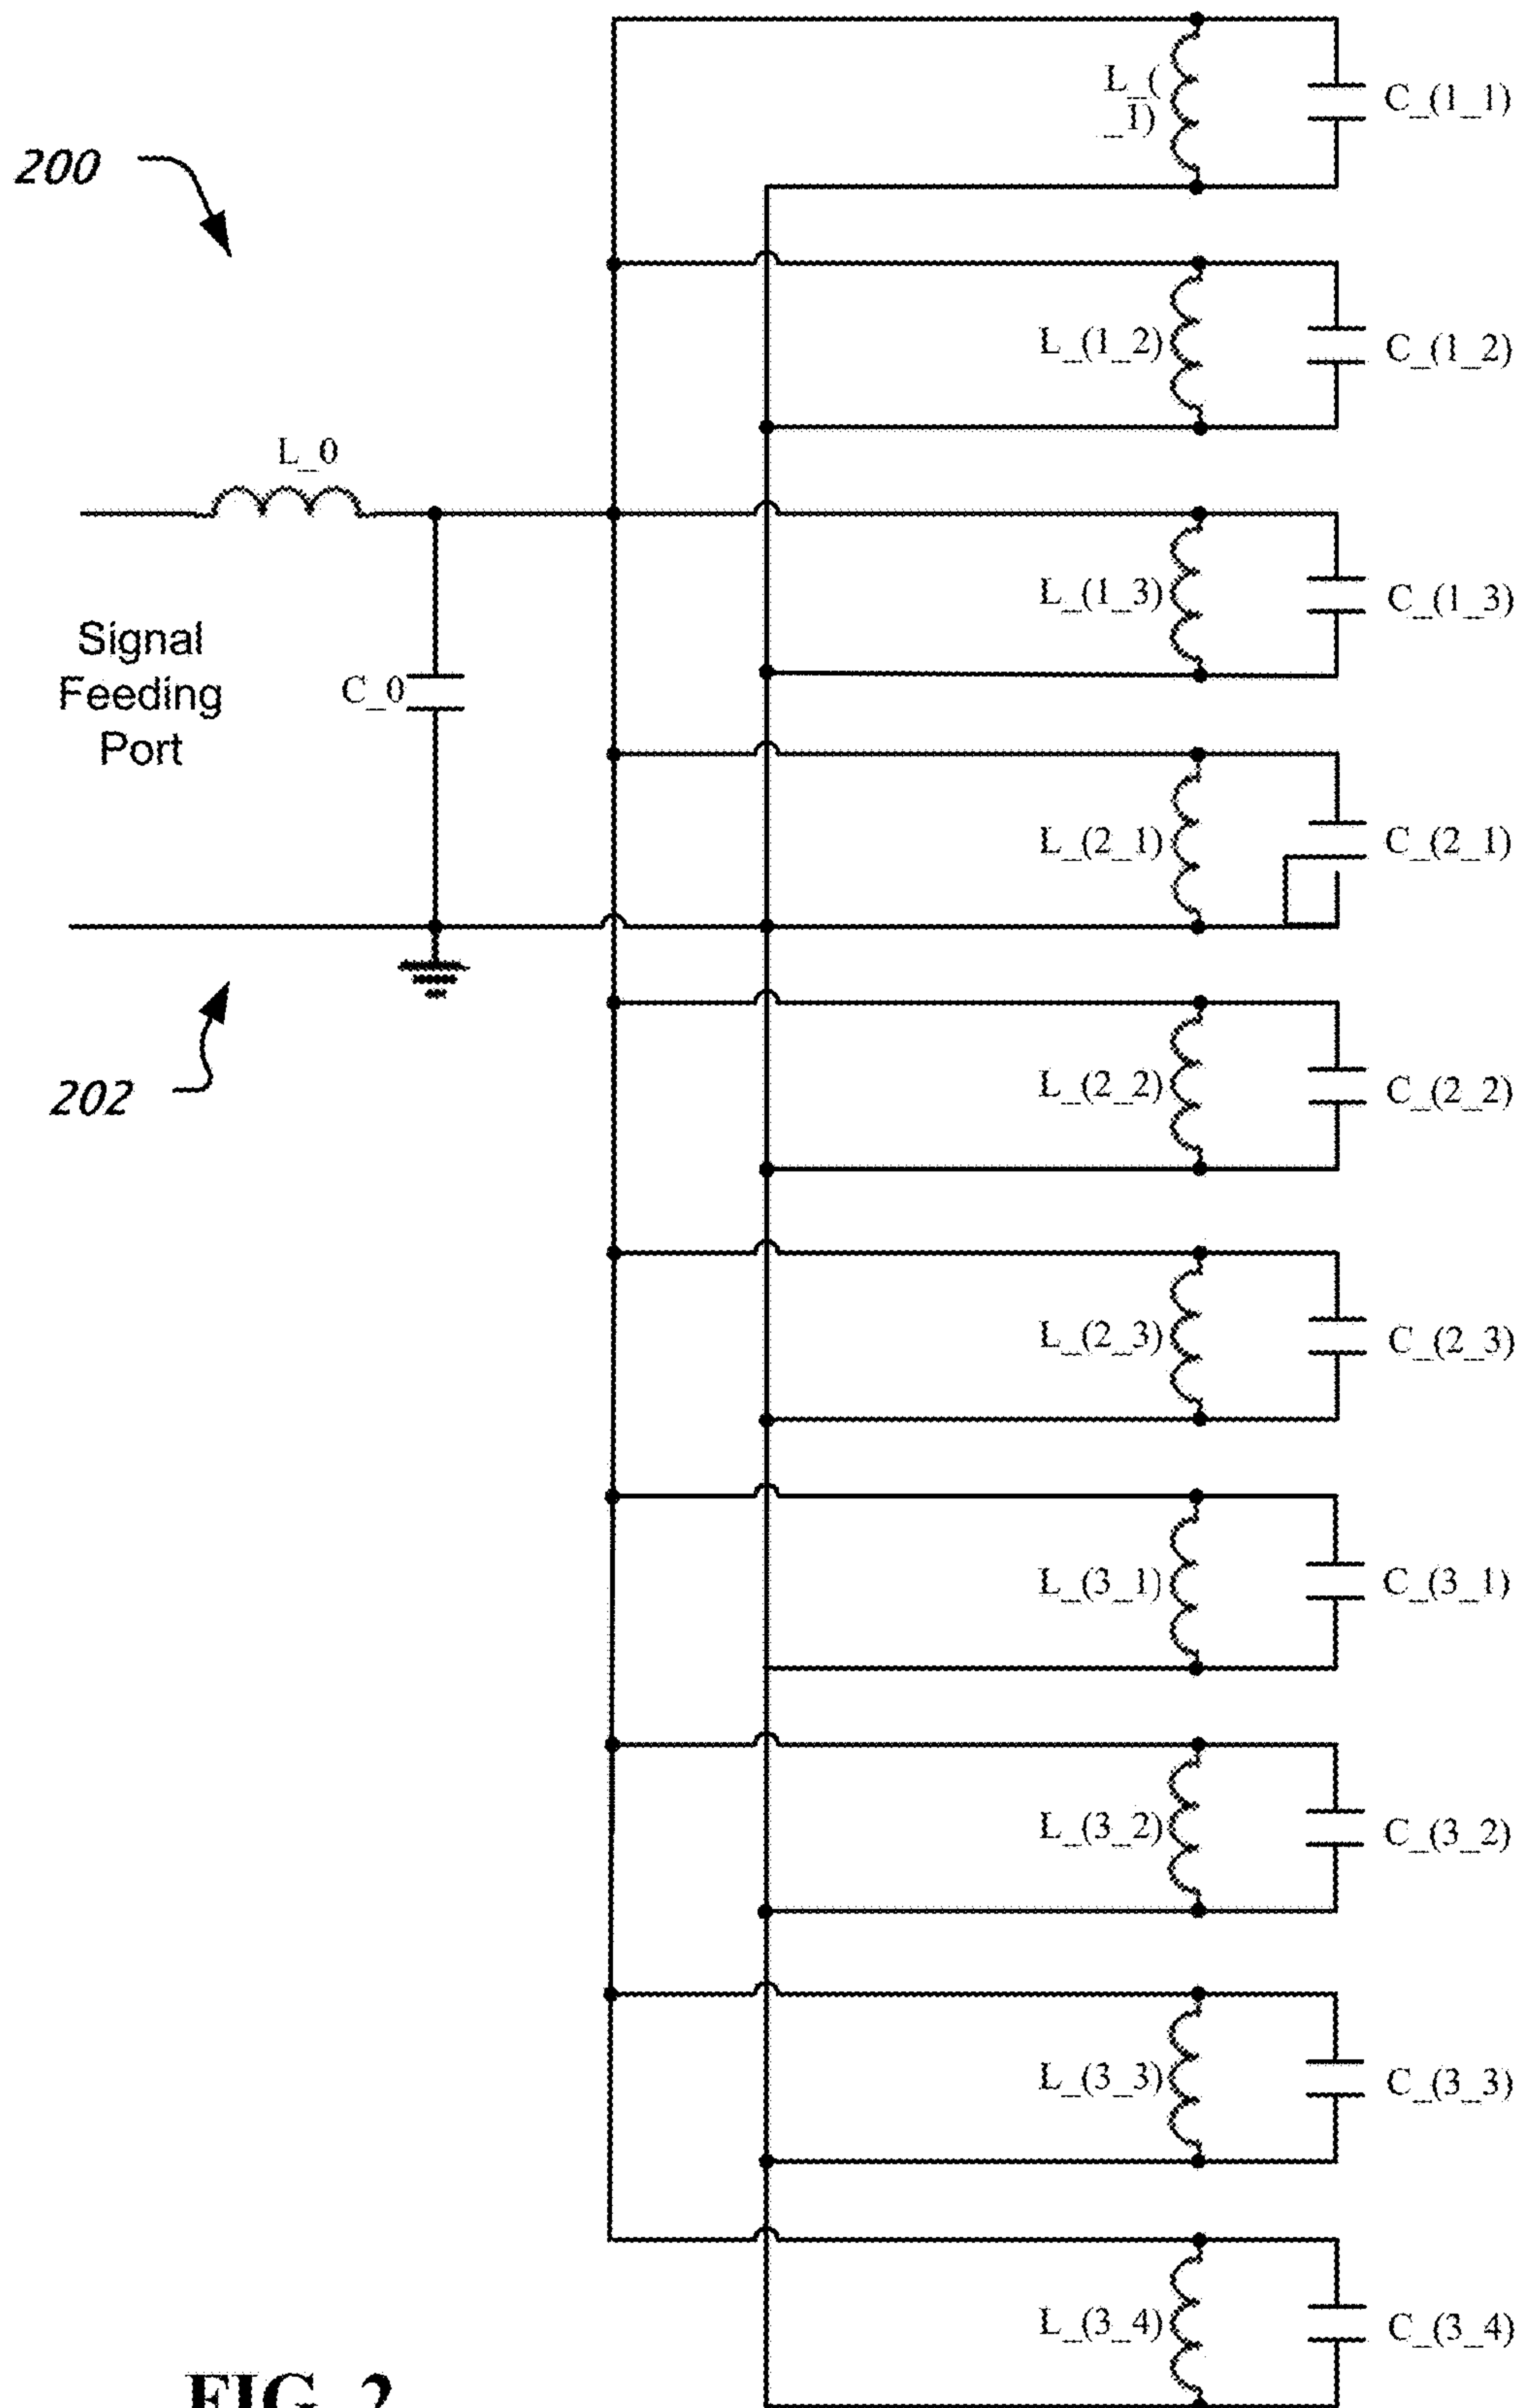 C_(1_1)
L_(
_1)
200
L_(1_2)
C_(1_2)
L_0
L_(1_3)
C_(1_3)
Signal
Feeding
Port
C_0
L_(2_1)
C_(2_1)
202
L_(2_2)
C_(2_2)
L_(2_3)
C_(2_3)
L_(3_1)
C_(3_1)
L_(3_2)
C_(3_2)
L_(3_3)
C_(3_3)
L_(3_4)
C_(3_4)
FIG. 2